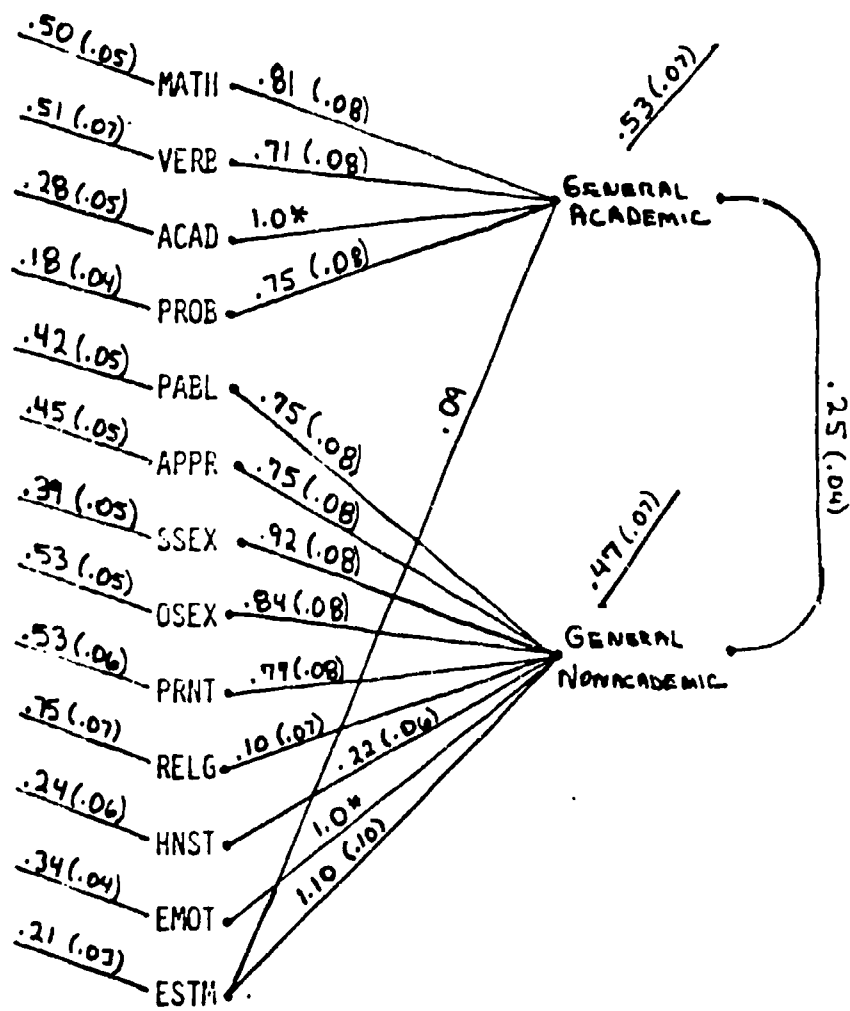 .50 (.05) MATH .81 (.08)
.53 (.07)
.51 (.07) VERB .71 (.08)
GENERAL
ACADEMIC
.28 (.05) ACAD 1.0*
.18 (.04) PROB .75 (.08)
.42 (.05) PABL .75 (.08)
.09
.25 (.04)
.45 (.05) APPR .75 (.08)
.39 (.05) SSEX .92 (.08)
.47 (.07)
.53 (.05) OSEX .84 (.08)
GENERAL
NONACADEMIC
.53 (.06) PRNT .77 (.08)
.75 (.07) RELG .10 (.07)
.24 (.06) HNST .22 (.06)
.34 (.04) EMOT 1.0*
.21 (.03) ESTM 1.10 (.10)